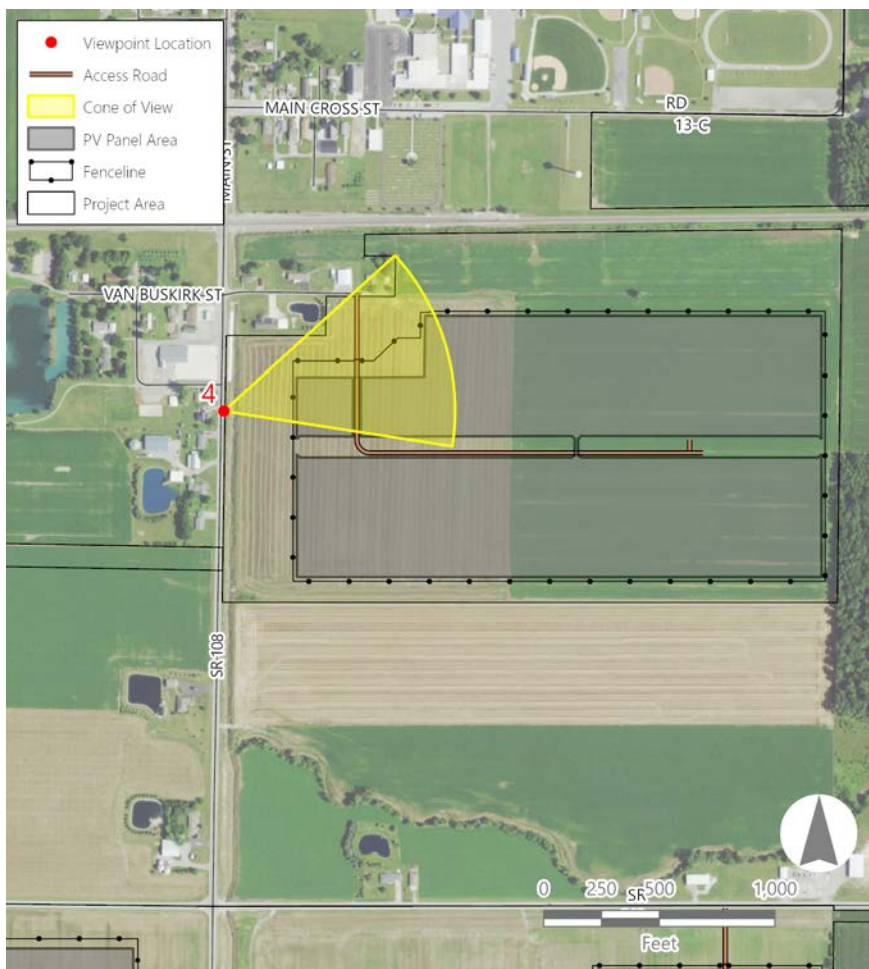 Viewpoint Location
Access Road
Cone of View
PV Panel Area
Fenceline
Project Area
MAIN ST
MAIN CROSS ST
RD
13-C
VAN BUSKIRK ST
4
SR 108
SR
0 250 500 1,000
Feet